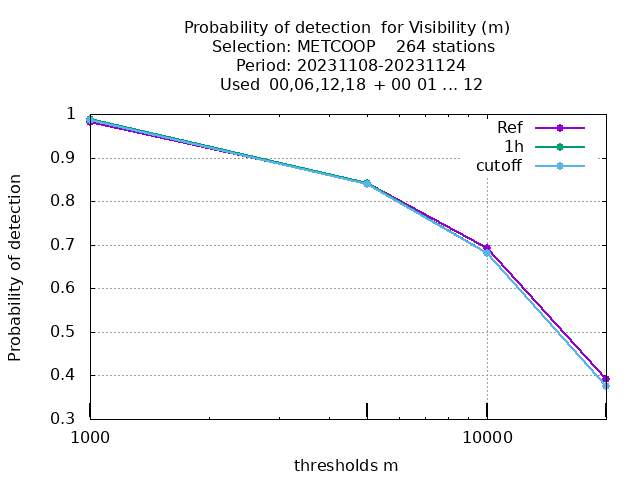 Probability of detection  for Visibility (m)
Selection: METCOOP    264 stations
Period: 20231108-20231124
Used 00,06,12,18 + 00 01 ... 12
Ref
1h
cutoff
1
0.9
0.8
0.7
0.6
0.5
0.4
0.3
Probability of detection
1000
10000
thresholds m